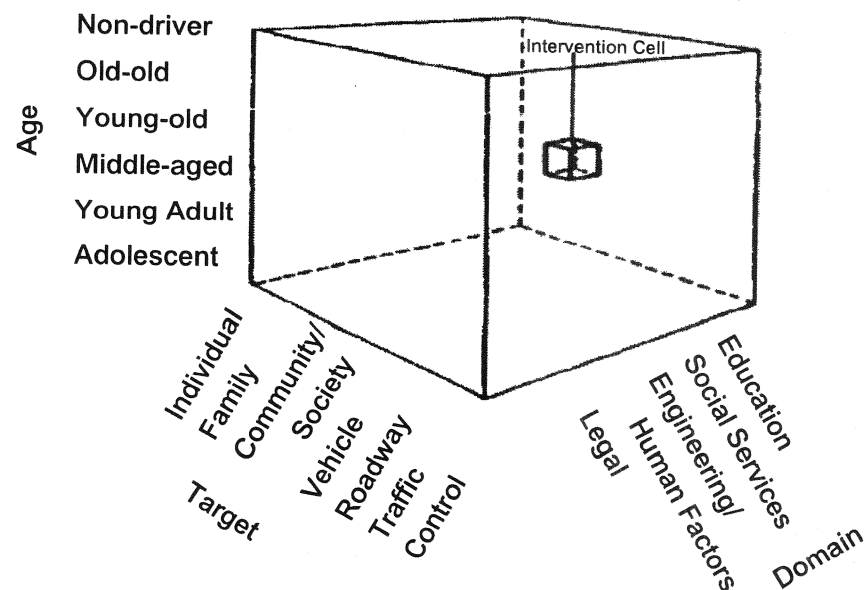 Non-driver
Old-old
Young-old
Middle-aged
Young Adult
Adolescent
Age
Intervention Cell
Individual
Family
Community/
Society
Vehicle
Roadway
Traffic
Control
Target
Legal
Engineering/
Human Factors
Social Services
Education
Domain